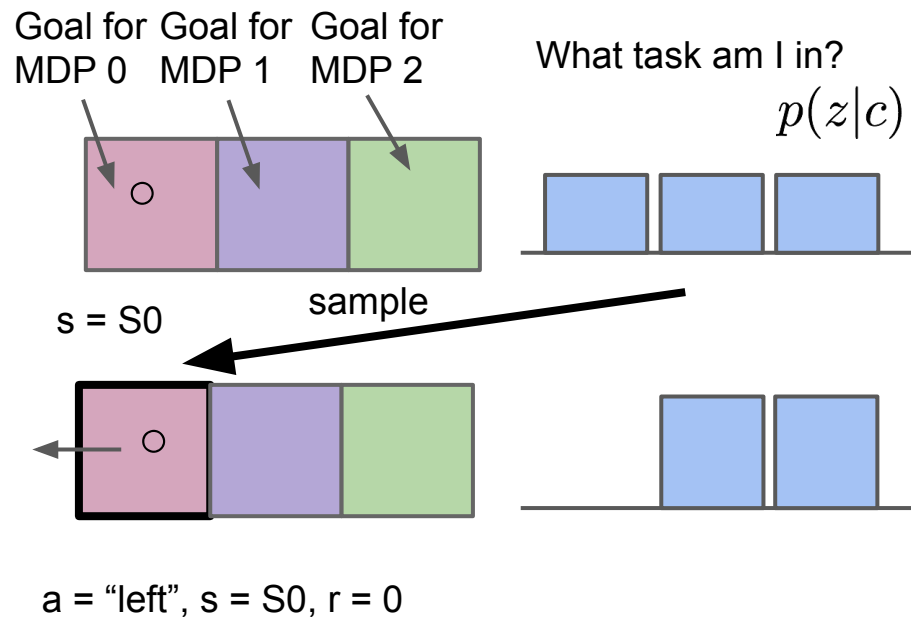 Goal for Goal for Goal for
MDP 0 MDP 1 MDP 2
What task am I in?
p(z|c)
s = S0
sample
a = “left”, s = S0, r = 0